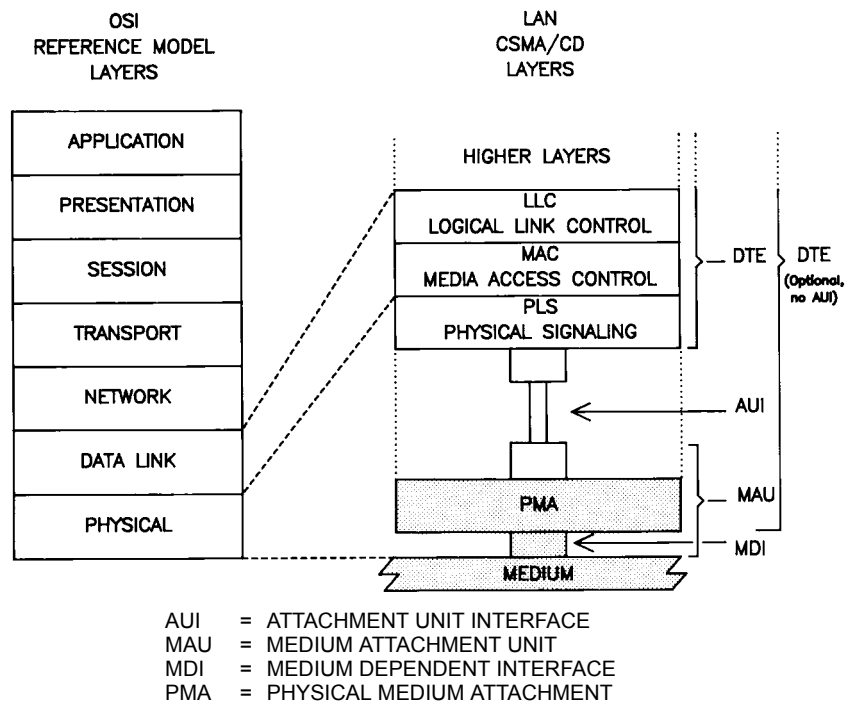 OSI
REFERENCE MODEL
LAYERS
LAN
CSMA/CD
LAYERS
APPLICATION
PRESENTATION
SESSION
TRANSPORT
NETWORK
DATA LINK
PHYSICAL
HIGHER LAYERS
LLC
LOGICAL LINK CONTROL
MAC
MEDIA ACCESS CONTROL
PLS
PHYSICAL SIGNALING
DTE
DTE
(Optional,
no AUI)
AUI
PMA
MAU
MDI
MEDIUM
AUI = ATTACHMENT UNIT INTERFACE
MAU = MEDIUM ATTACHMENT UNIT
MDI = MEDIUM DEPENDENT INTERFACE
PMA = PHYSICAL MEDIUM ATTACHMENT